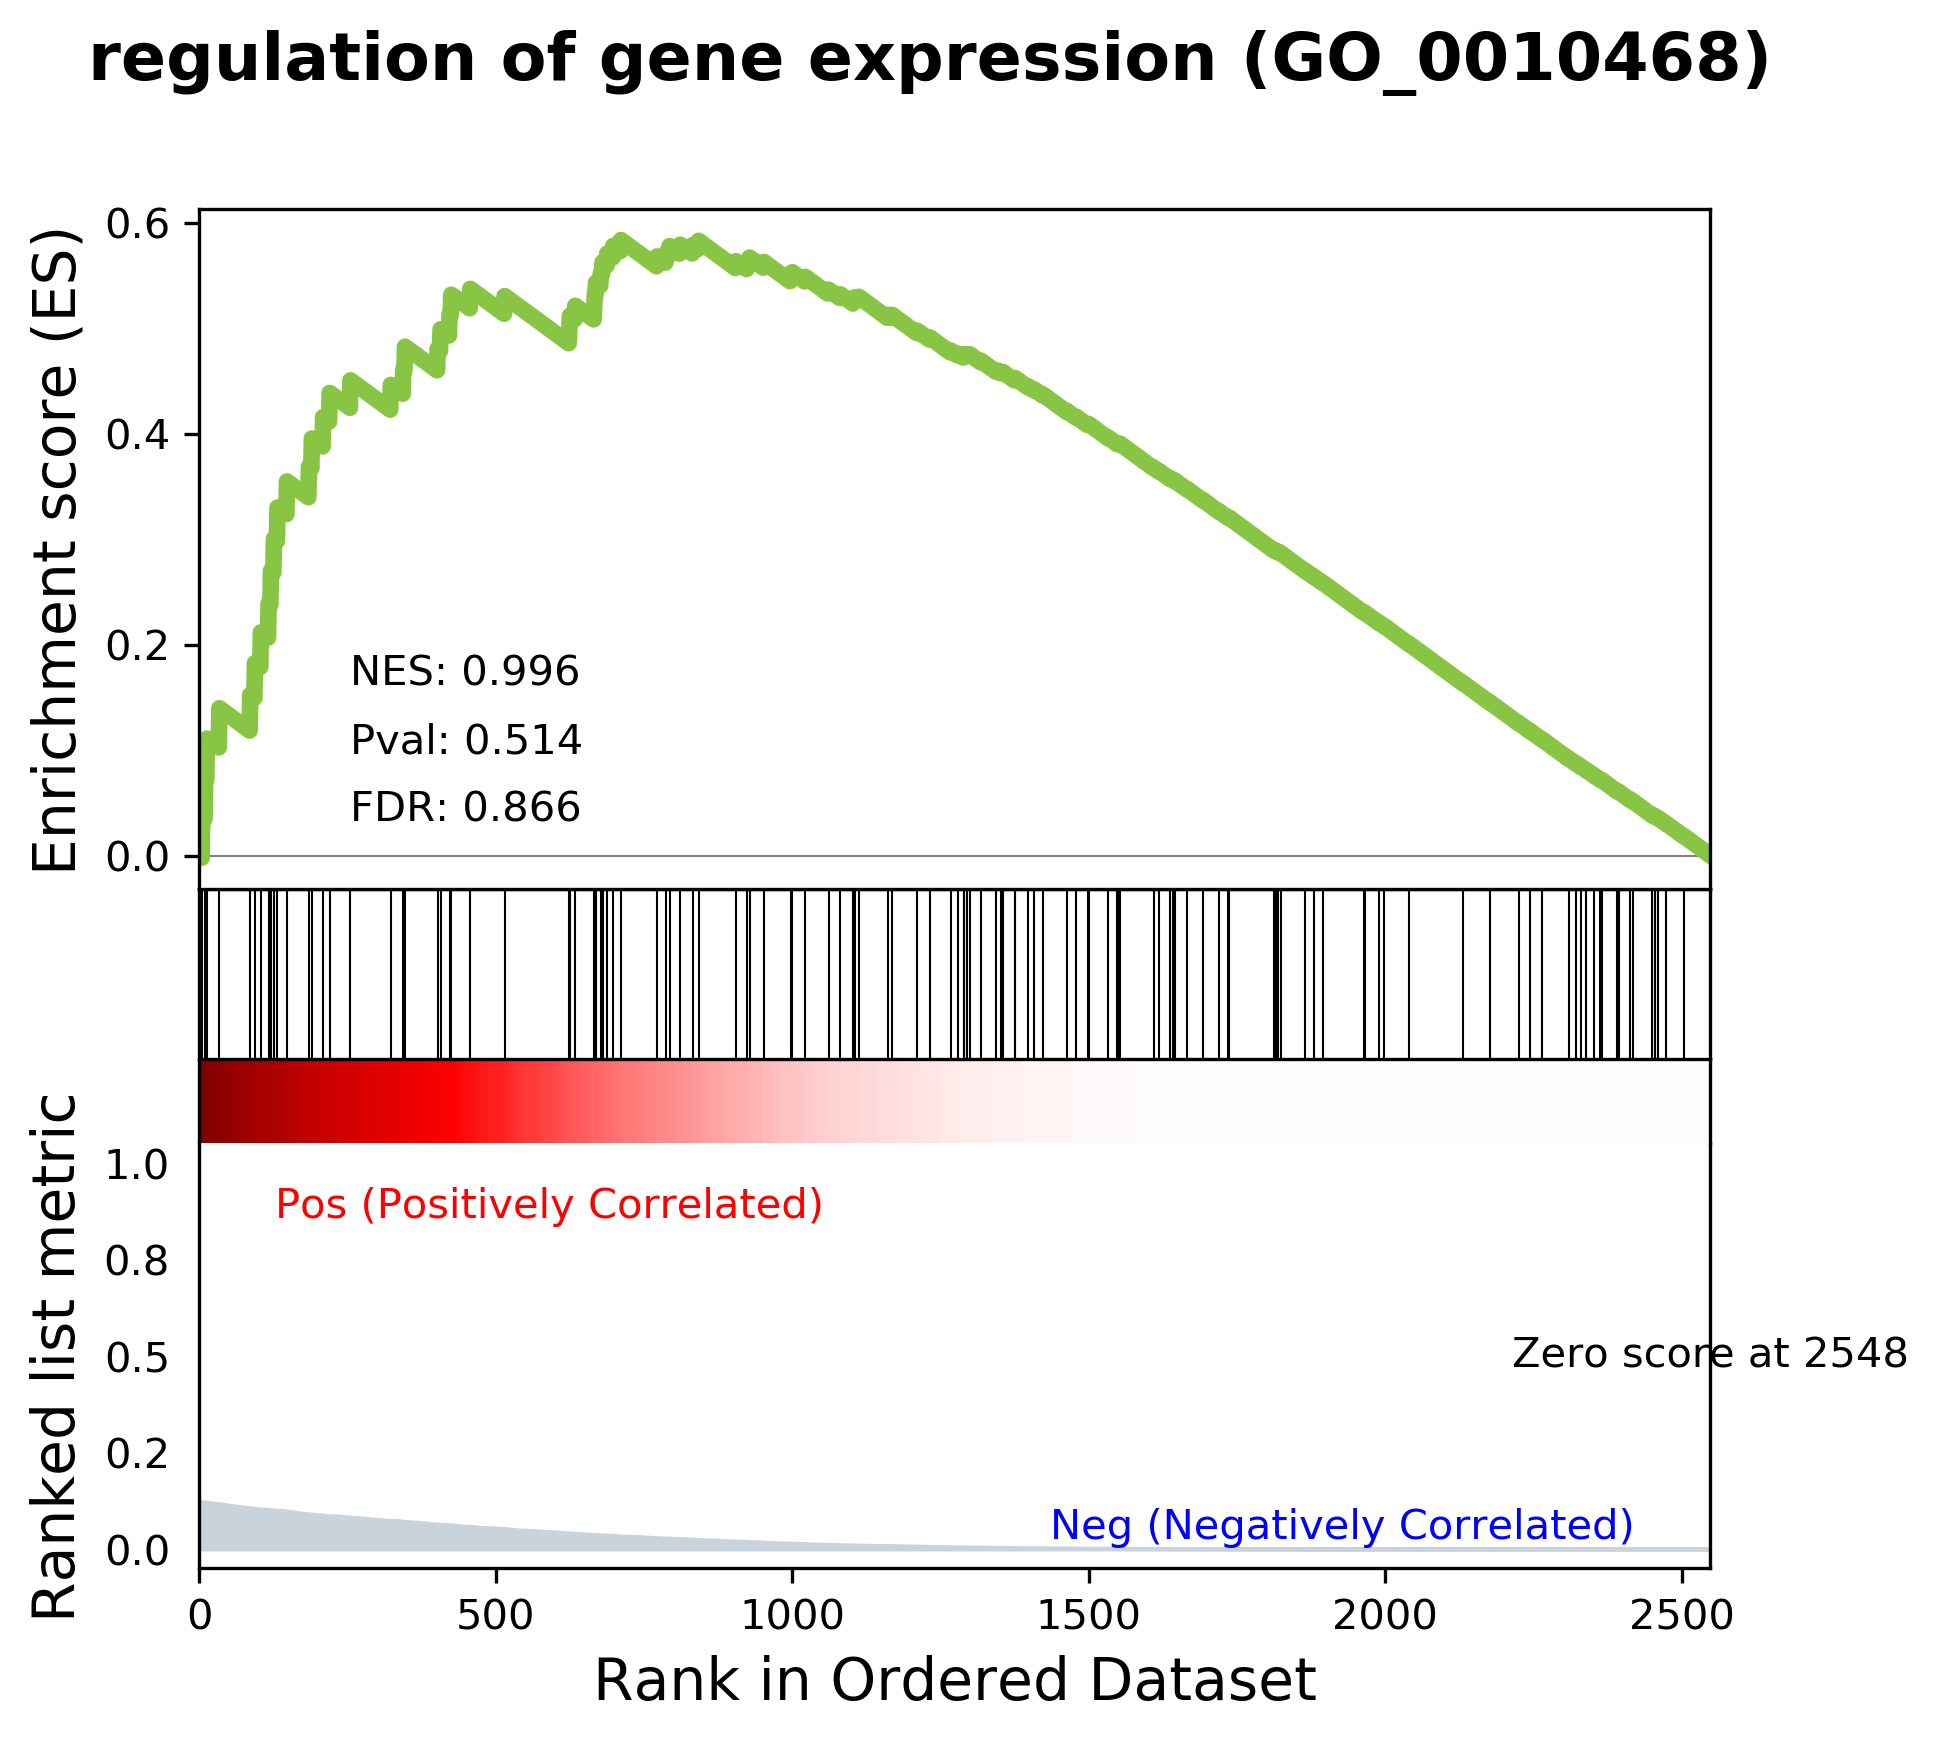 regulation of gene expression (GO_0010468)
Enrichment score (ES)
0.6
0.4
0.2
0.0
NES: 0.996
Pval: 0.514
FDR: 0.866
Ranked list metric
1.0
0.8
0.5
0.2
0.0
Pos (Positively Correlated)
Zero score at 2548
Neg (Negatively Correlated)
0 500 1000 1500 2000 2500
Rank in Ordered Dataset